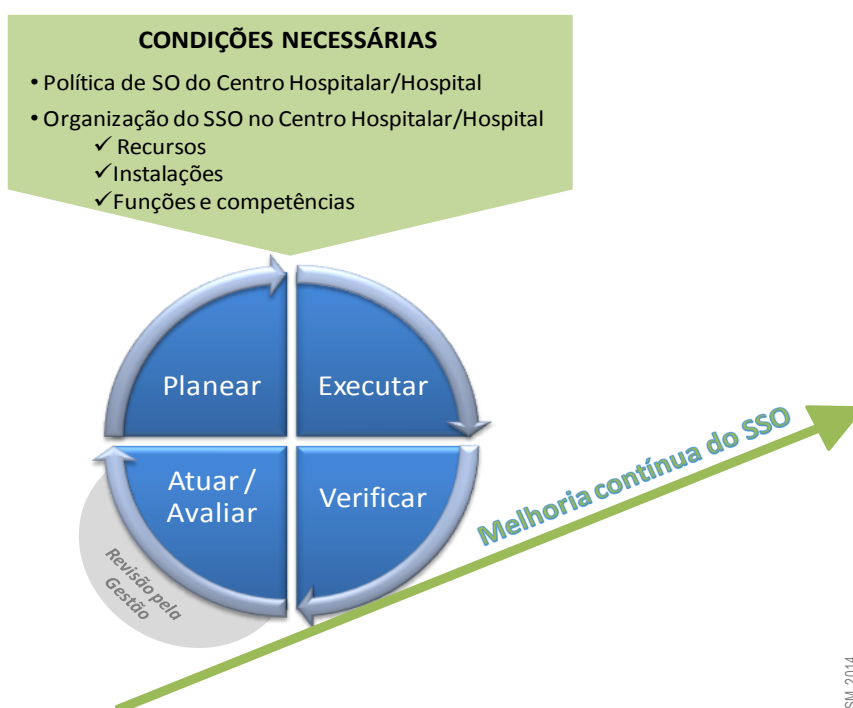 CONDIÇÕES NECESSÁRIAS
• Política de SO do Centro Hospitalar/Hospital
• Organização do SSO no Centro Hospitalar/Hospital
✓ Recursos
✓Instalações
✓Funções e competências
Planear
Executar
Atuar /
Avaliar
Verificar
Revisão pela
Gestão
Melhoria contínua do SSO
SM, 2014